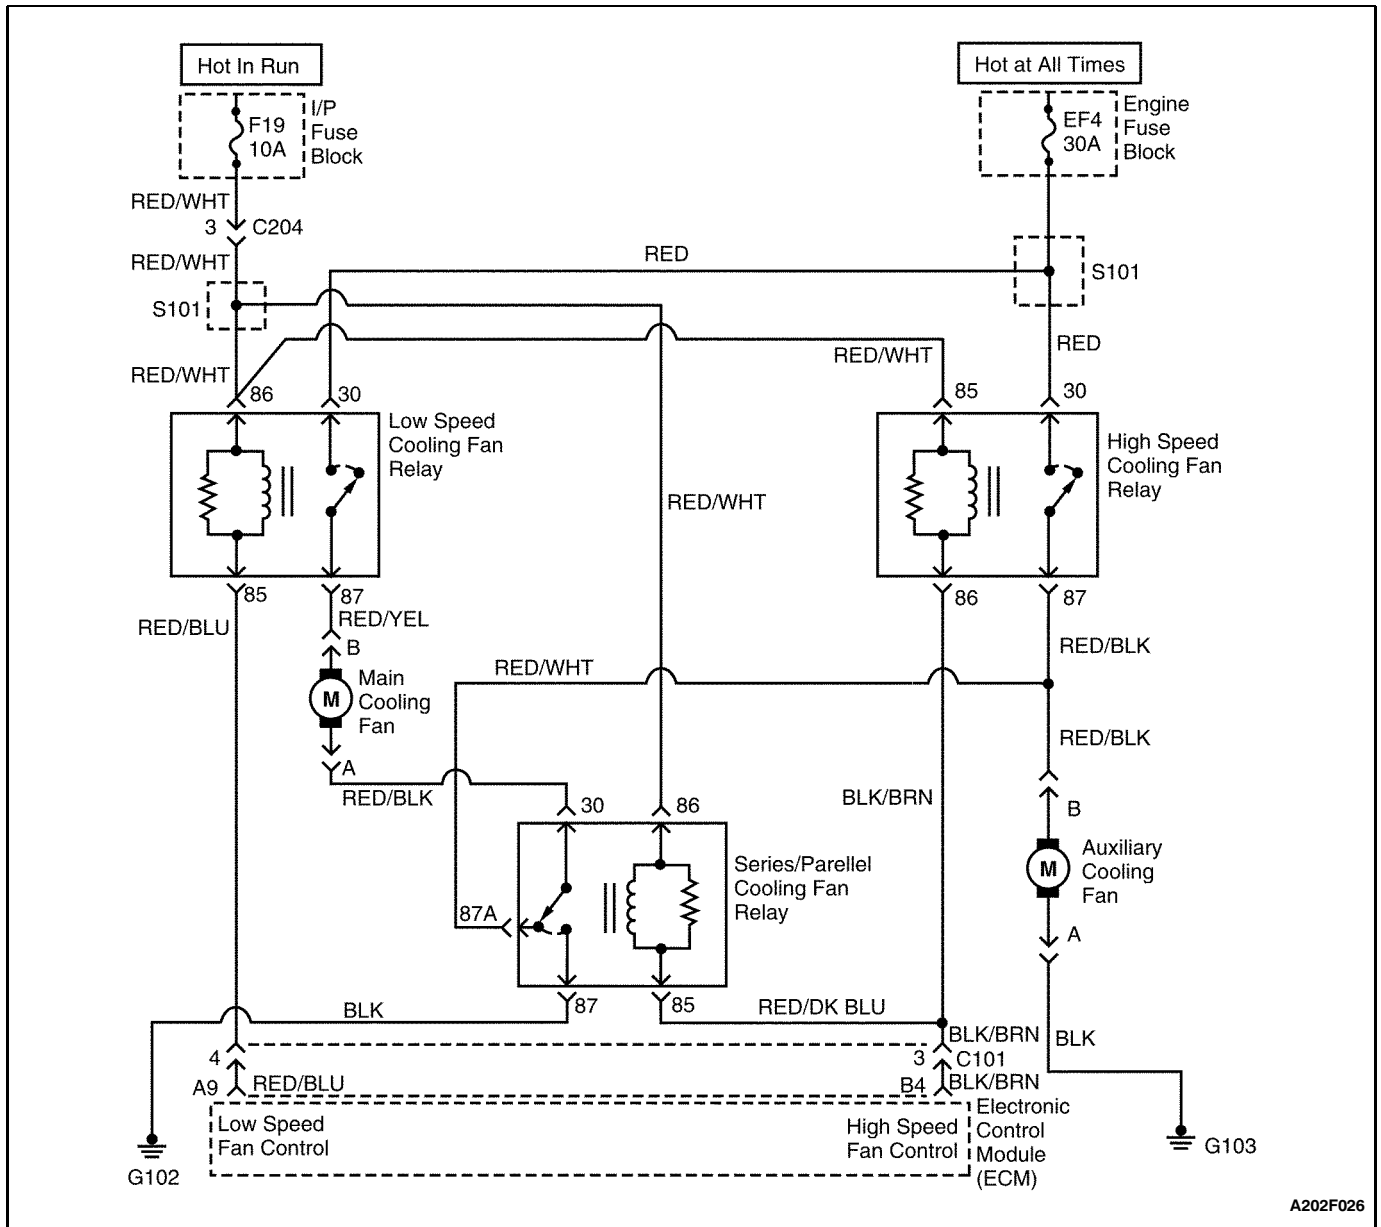 Hot In Run
Hot at All Times
F19
10A
I/P
Fuse
Block
EF4
30A
Engine
Fuse
Block
RED/WHT
3
C204
RED/WHT
RED
S101
S101
RED
RED/WHT
RED/WHT
86
30
85
30
Low Speed
Cooling Fan
Relay
High Speed
Cooling Fan
Relay
RED/WHT
85
87
86
87
RED/BLU
RED/YEL
B
RED/BLK
RED/WHT
Main
Cooling
Fan
M
RED/BLK
A
RED/BLK
30
86
BLK/BRN
B
Series/Parellel
Cooling Fan
Relay
Auxiliary
Cooling
Fan
M
87A
A
87
85
BLK
RED/DK BLU
BLK/BRN
BLK
4
3
C101
A9
RED/BLU
B4
BLK/BRN
Low Speed
Fan Control
High Speed
Fan Control
Electronic
Control
Module
(ECM)
G102
G103
A202F026